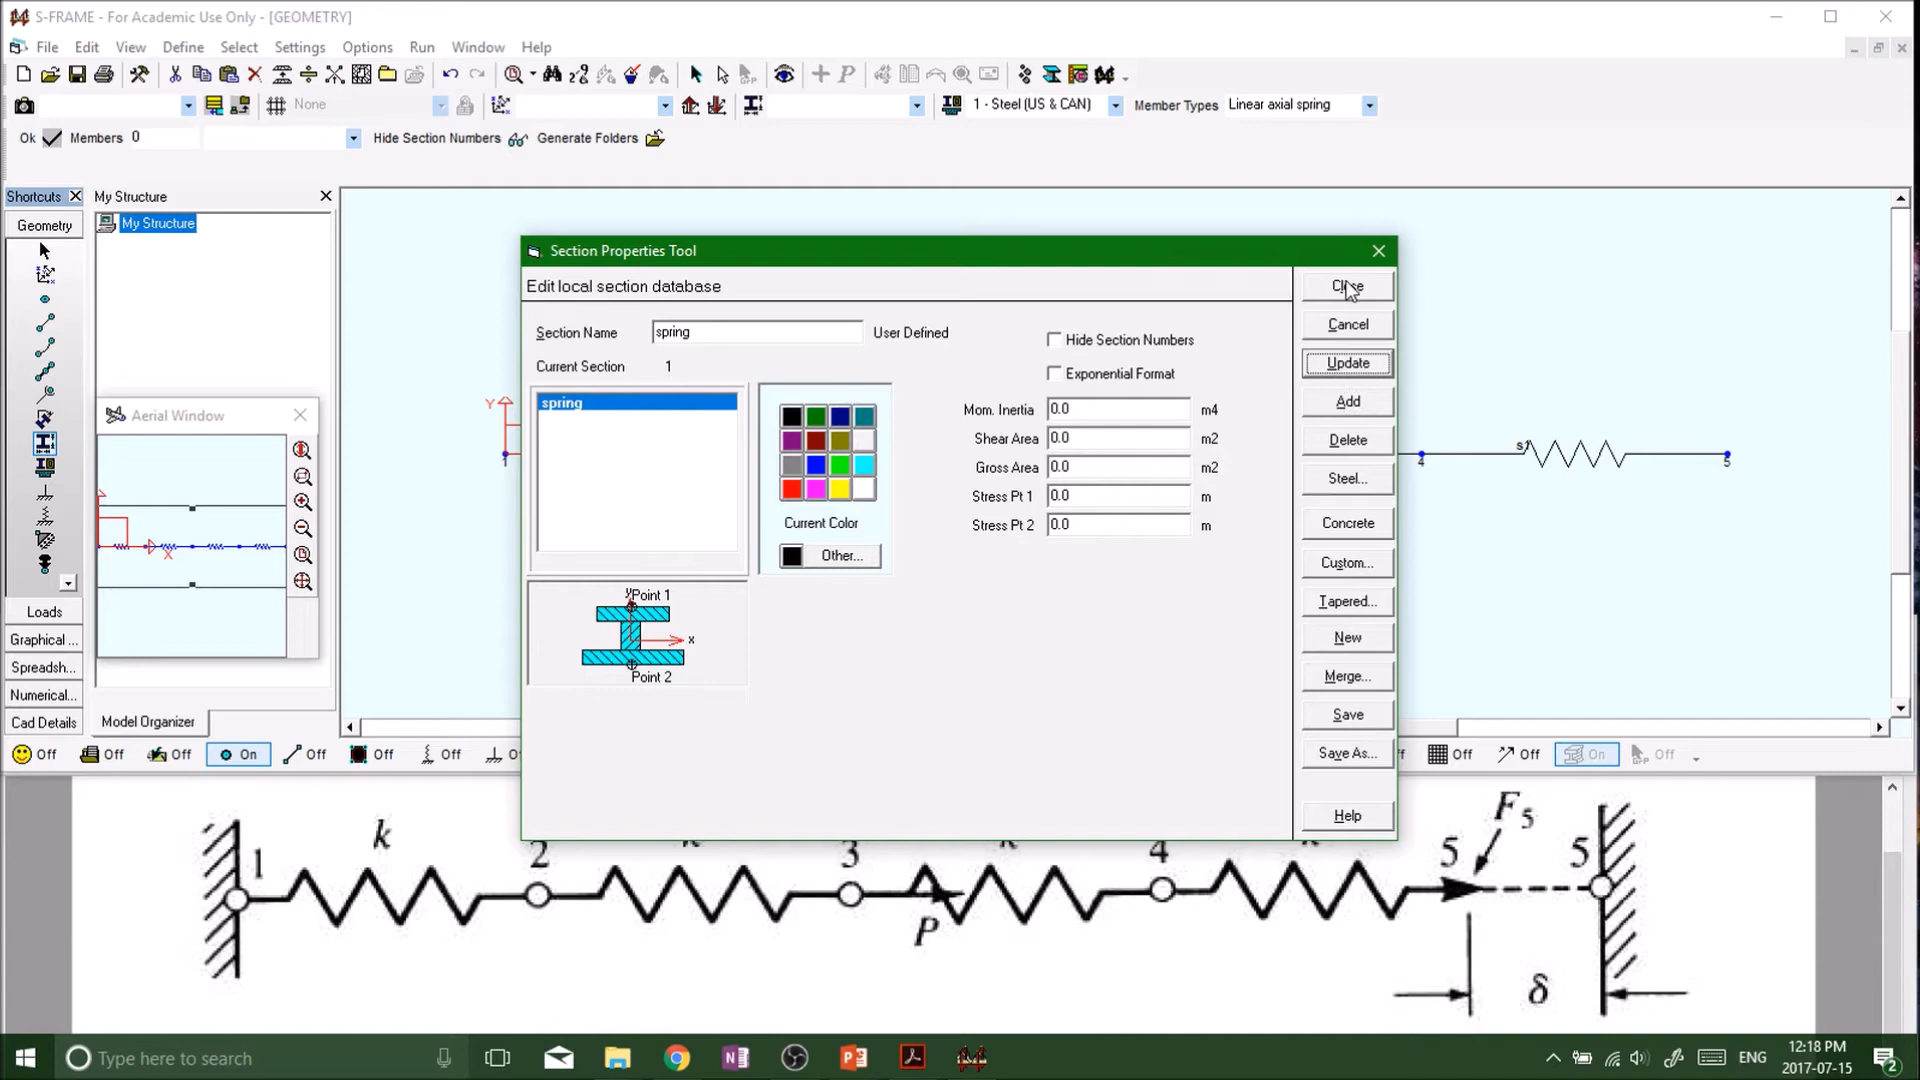 S-FRAME - For Academic Use Only - [GEOMETRY]
File Edit View Define Select Settings Options Run Window Help
None
1 - Steel (US & CAN)
Member Types
Linear axial spring
Ok
Members
0
Hide Section Numbers
Generate Folders
Shortcuts
My Structure
Geometry
My Structure
Aerial Window
X
Loads
Graphical ...
Spreadsh...
Numerical...
Cad Details
Model Organizer
Y
1
4
s1
5
Section Properties Tool
Edit local section database
Section Name
spring
User Defined
Current Section
1
spring
Current Color
Other...
y
Point 1
x
Point 2
Hide Section Numbers
Exponential Format
Mom. Inertia
0.0
m4
Shear Area
0.0
m2
Gross Area
0.0
m2
Stress Pt 1
0.0
m
Stress Pt 2
0.0
m
Close
Cancel
Update
Add
Delete
Steel...
Concrete
Custom...
Tapered...
New
Merge...
Save
Save As...
Help
Off Off Off On Off Off Off Off Off On Off
1 k 2 3 4 5 F5 5
P
δ
Type here to search
ENG
12:18 PM
2017-07-15
2